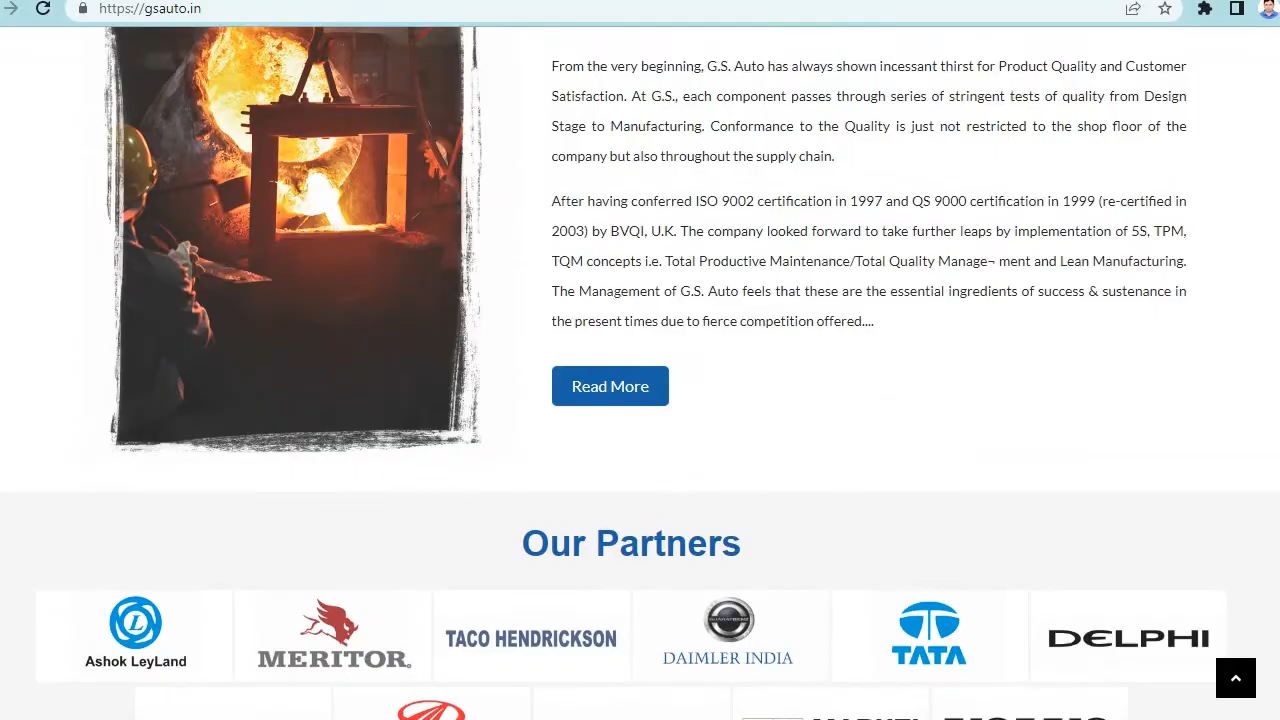 https://gsauto.in
From the very beginning, G.S. Auto has always shown incessant thirst for Product Quality and Customer
Satisfaction. At G.S., each component passes through series of stringent tests of quality from Design
Stage to Manufacturing. Conformance to the Quality is just not restricted to the shop floor of the
company but also throughout the supply chain.
After having conferred ISO 9002 certification in 1997 and QS 9000 certification in 1999 (re-certified in
2003) by BVQI, U.K. The company looked forward to take further leaps by implementation of 5S, TPM,
TQM concepts i.e. Total Productive Maintenance/Total Quality Manage¬ ment and Lean Manufacturing.
The Management of G.S. Auto feels that these are the essential ingredients of success & sustenance in
the present times due to fierce competition offered....
Read More
Our Partners
L
Ashok LeyLand
MERITOR.
TACO HENDRICKSON
BHARATBENZ
DAIMLER INDIA
TATA
DELPHI